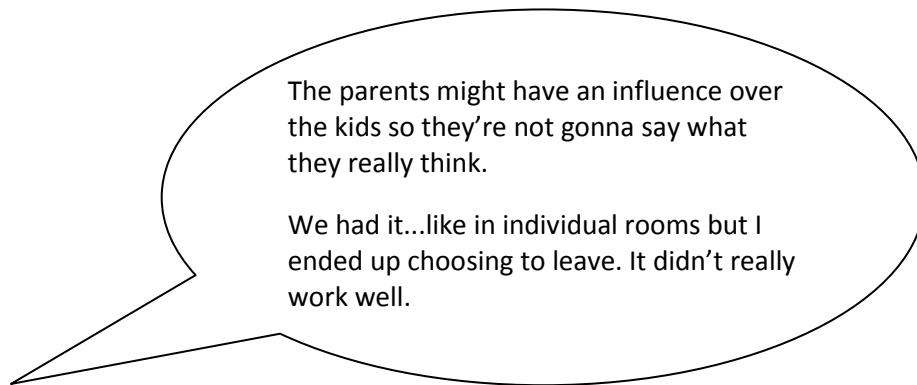 The parents might have an influence over
the kids so they’re not gonna say what
they really think.
We had it...like in individual rooms but I
ended up choosing to leave. It didn’t really
work well.